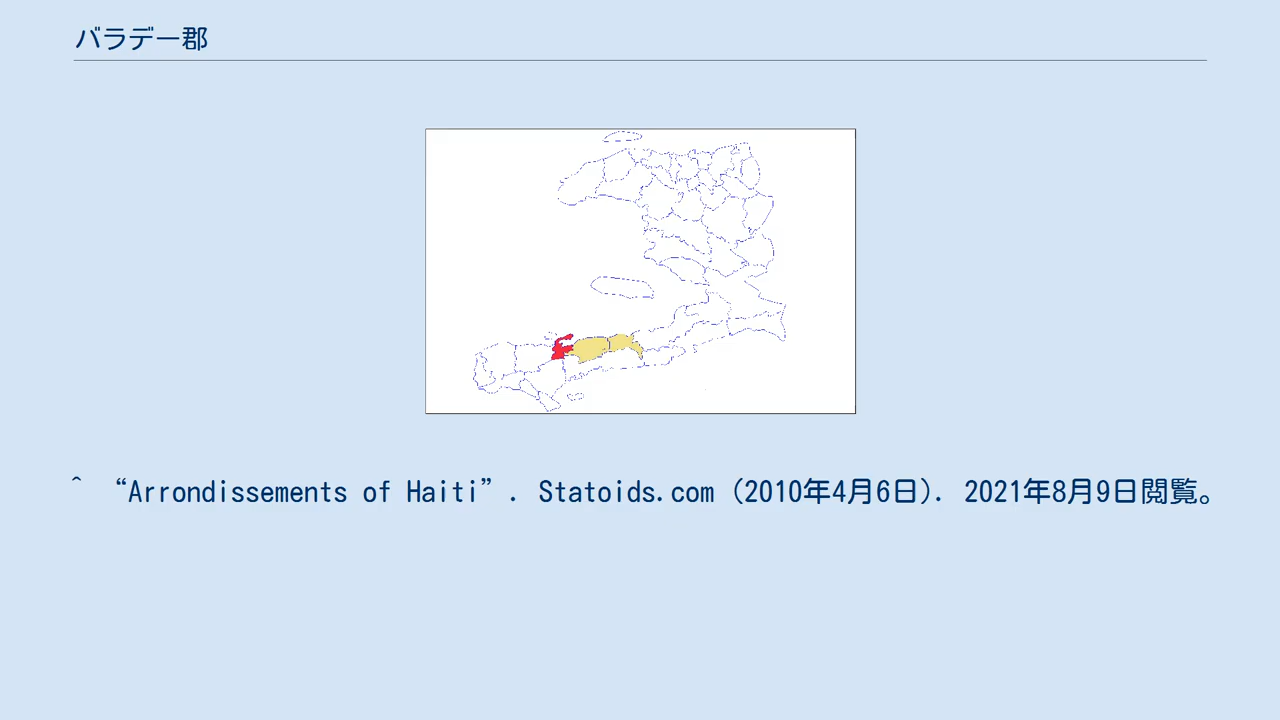 バラデー郡
^ “Arrondissements of Haiti”. Statoids.com (2010年4月6日). 2021年8月9日閲覧。